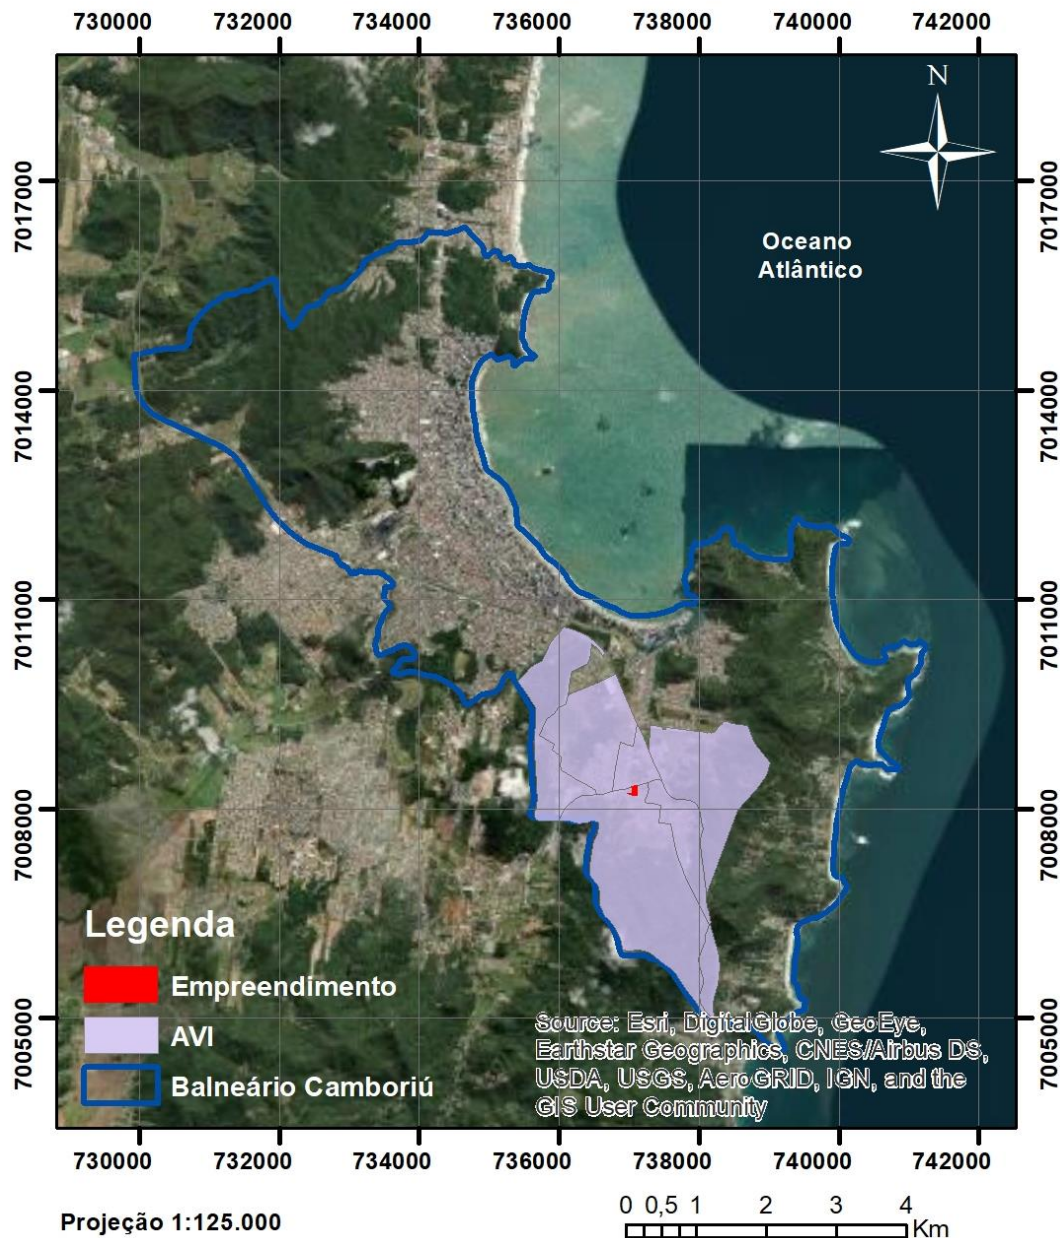 730000 732000 734000 736000 738000 740000 742000
N
7017000 7017000
Oceano
Atlântico
7014000 7014000
7011000 7011000
7008000 7008000
Legenda
Empreendimento
AVI
Balneário Camboriú
7005000 7005000
Source: Esri, DigitalGlobe, GeoEye,
Earthstar Geographics, CNES/Airbus DS,
USDA, USGS, AeroGRID, IGN, and the
GIS User Community
730000 732000 734000 736000 738000 740000 742000
Projeção 1:125.000
0 0,5 1 2 3 4
Km